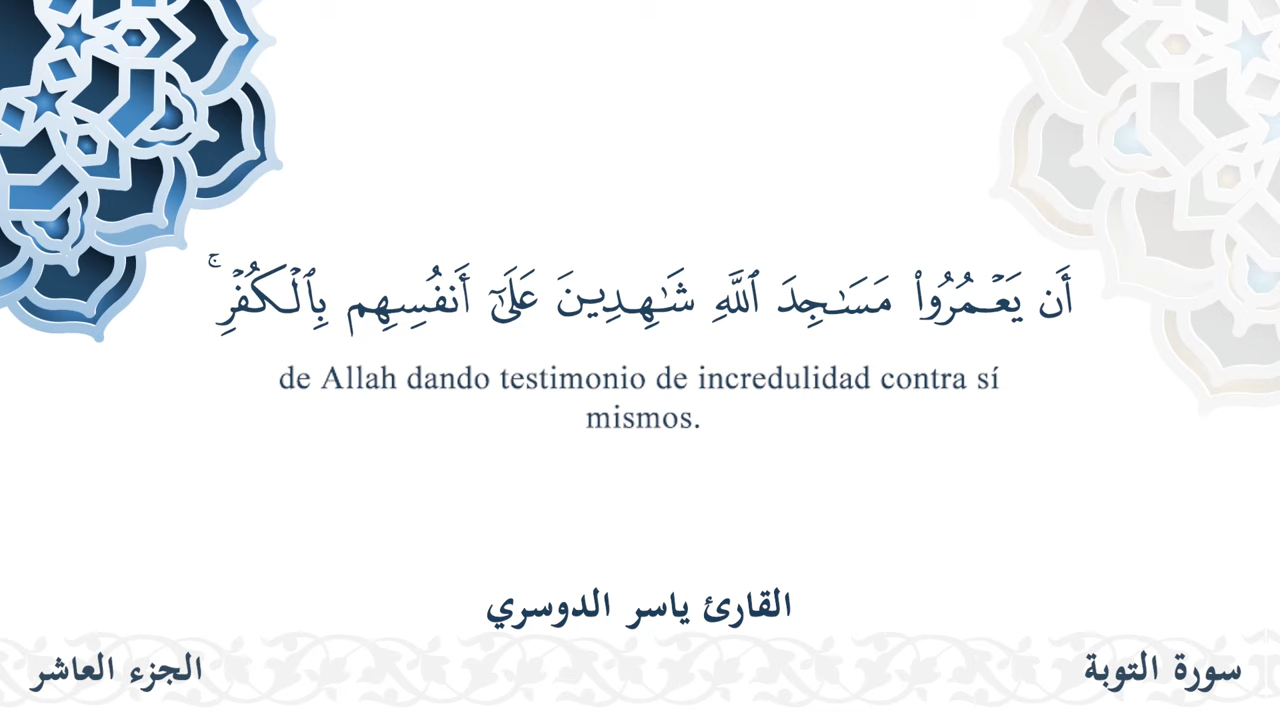 أَن يَعۡمُرُواْ مَسَٰجِدَ ٱللَّهِ شَٰهِدِينَ عَلَىٰٓ أَنفُسِهِم بِٱلۡكُفۡرِۚ
de Allah dando testimonio de incredulidad contra sí
mismos.
القارئ ياسر الدوسري
سورة التوبة
الجزء العاشر